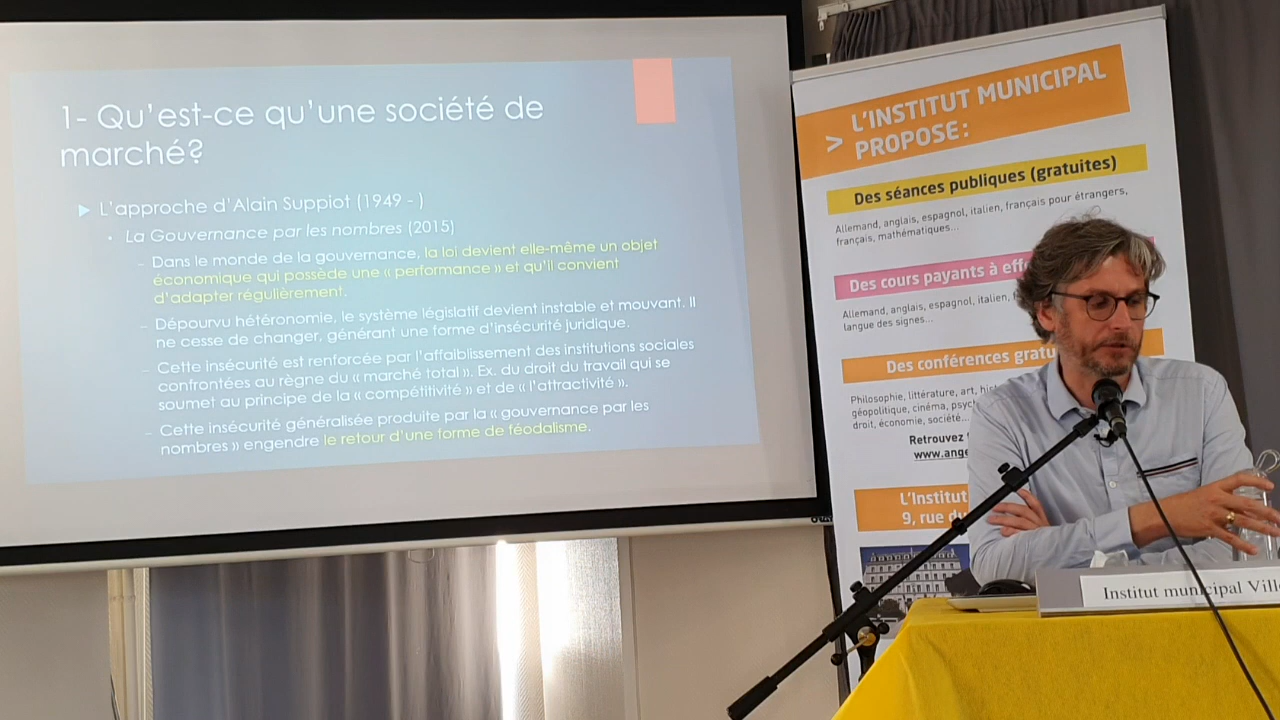 1- Qu'est-ce qu'une société de
marché?
L'approche d'Alain Suppiot (1949 - )
La Gouvernance par les nombres (2015)
Dans le monde de la gouvernance, la loi devient elle-même un objet
économique qui possède une « performance » et qu'il convient
d'adapter régulièrement.
Dépourvu hétéronomie, le système législatif devient instable et mouvant. Il
ne cesse de changer, générant une forme d'insécurité juridique.
Cette insécurité est renforcée par l'affaiblissement des institutions sociales
confrontées au règne du « marché total ». Ex. du droit du travail qui se
soumet au principe de la « compétitivité » et de « l'attractivité ».
Cette insécurité généralisée produite par la « gouvernance par les
nombres » engendre le retour d'une forme de féodalisme.
> L'INSTITUT MUNICIPAL
PROPOSE :
Des séances publiques (gratuites)
Allemand, anglais, espagnol, italien, français pour étrangers,
français, mathématiques...
Des cours payants à
Allemand, anglais, espagnol, italien,
langue des signes...
Des conférences
Philosophie, littérature, art,
géopolitique, cinéma,
droit, économie, société...
Retrouvez
L'Institut
9, rue
Institut municipal